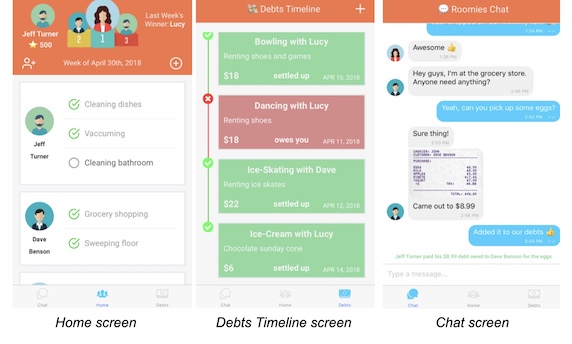 Jeff Turner
500
Last Week's
Winner: Lucy
2 1 3
Week of April 30th, 2018
Cleaning dishes
Vaccuming
Cleaning bathroom
Jeff
Turner
Grocery shopping
Sweeping floor
Dave
Benson
Chat
Home
Debts
Home screen
Debts Timeline
Bowling with Lucy
Renting shoes and games
$18 settled up APR 10, 2018
Dancing with Lucy
Renting shoes
$18 owes you APR 11, 2018
Ice-Skating with Dave
Renting ice skates
$22 settled up APR 12, 2018
Ice-Cream with Lucy
Chocolate sunday cone
$6 settled up APR 14, 2018
Chat
Home
Debts
Debts Timeline screen
Roomies Chat
Awesome
Hey guys, I'm at the grocery store.
Anyone need anything?
Yeah, can you pick up some eggs?
Sure thing!
Came out to $8.99
Added it to our debts
Jeff Turner paid his $8.99 debt owed to Dave Benson for the eggs
Type a message...
Chat
Home
Debts
Chat screen